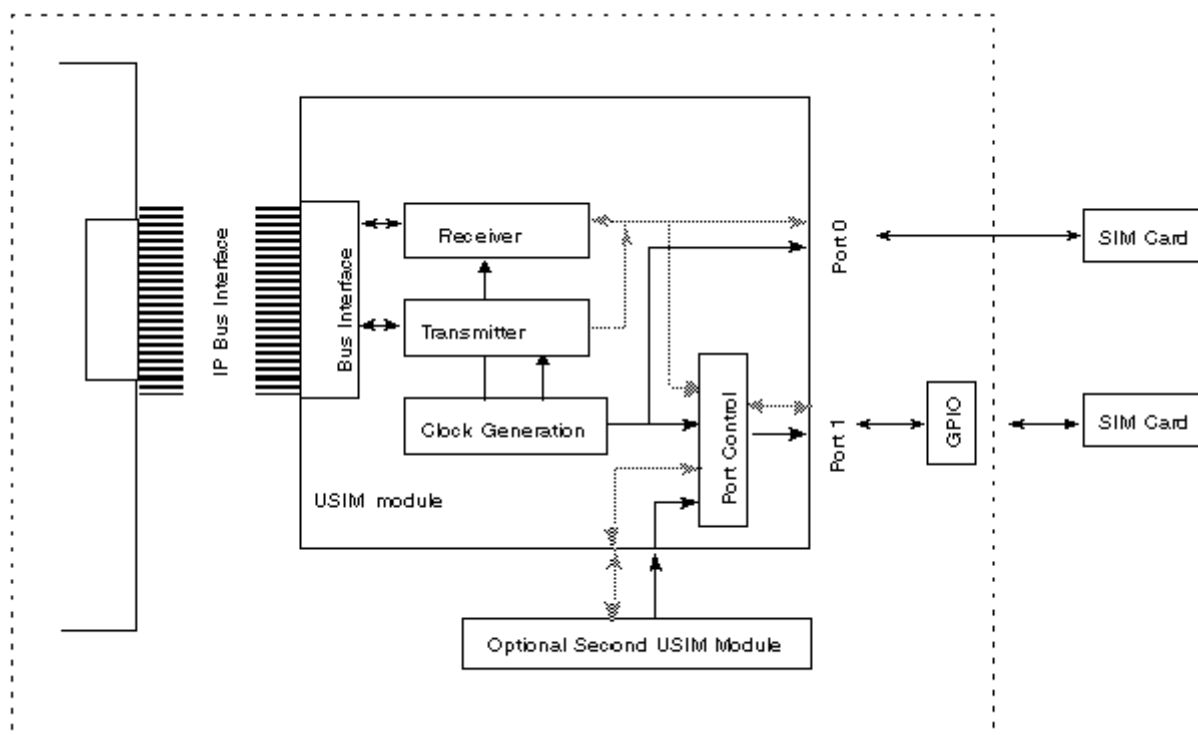 IP Bus Interface
Bus Interface
Receiver
Transmitter
Clock Generation
USIM module
Port Control
Port 0
Port 1
GPIO
SIM Card
SIM Card
Optional Second USIM Module